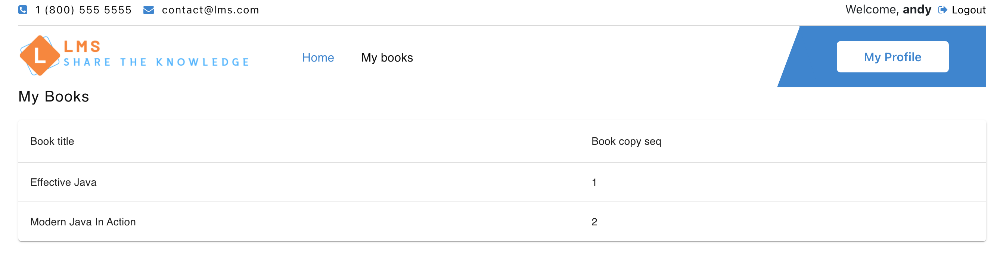 1 (800) 555 5555 contact@lms.com Welcome, andy Logout
L LMS
SHARE THE KNOWLEDGE
Home My books My Profile
My Books
Book title Book copy seq
Effective Java 1
Modern Java In Action 2